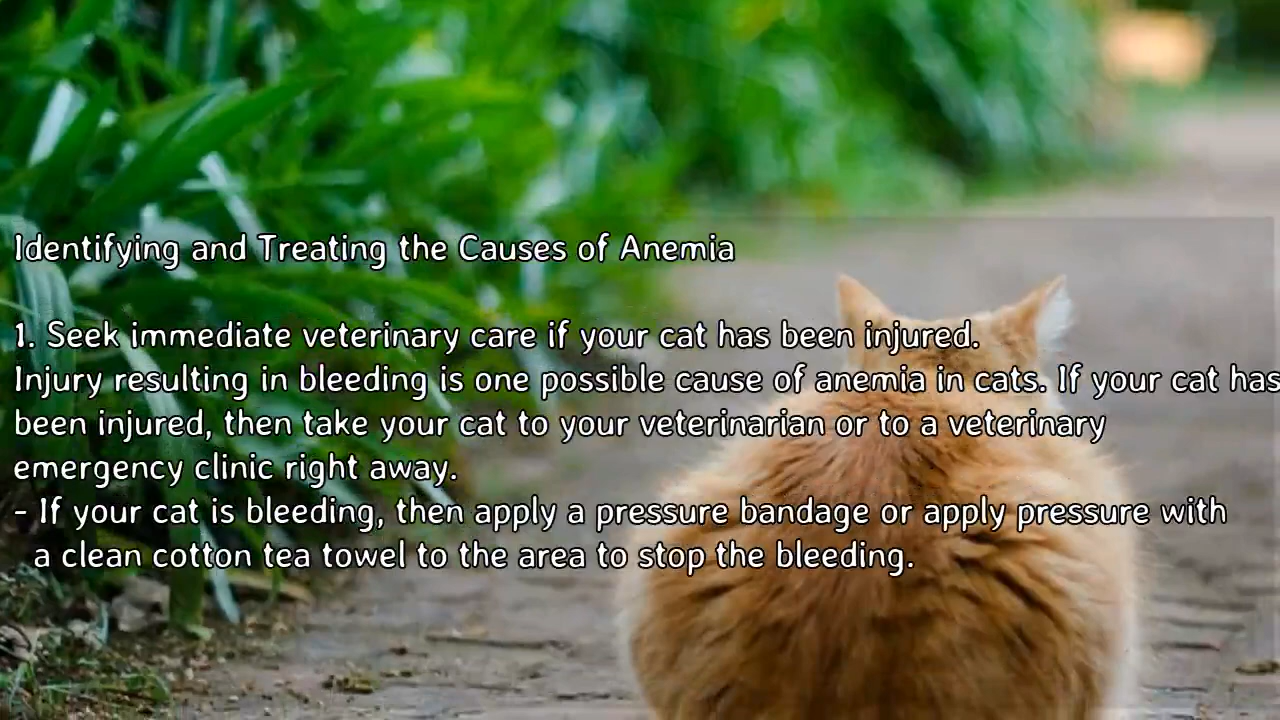 Identifying and Treating the Causes of Anemia
1. Seek immediate veterinary care if your cat has been injured.
Injury resulting in bleeding is one possible cause of anemia in cats. If your cat has
been injured, then take your cat to your veterinarian or to a veterinary
emergency clinic right away.
- If your cat is bleeding, then apply a pressure bandage or apply pressure with
a clean cotton tea towel to the area to stop the bleeding.